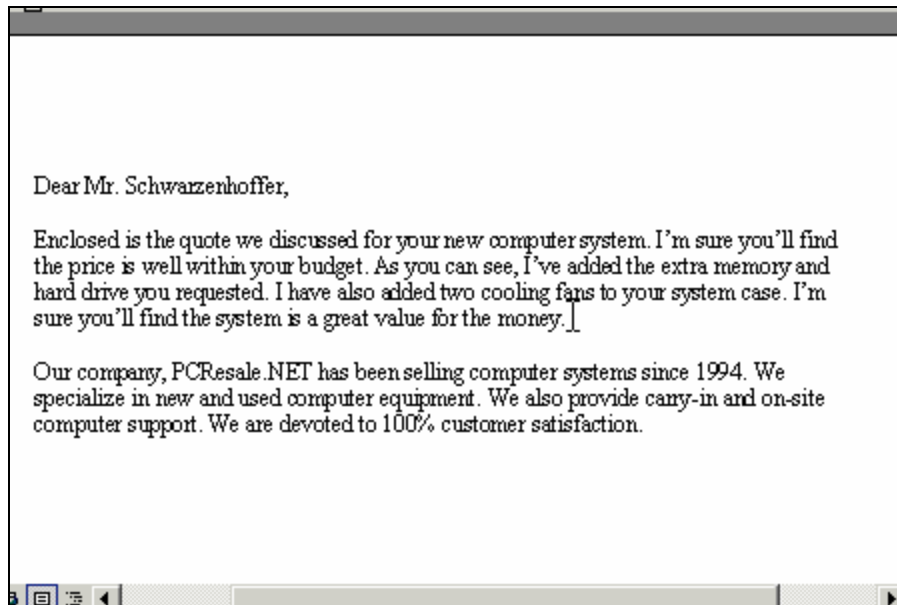 Dear Mr. Schwarzenhoffer,
Enclosed is the quote we discussed for your new computer system. I’m sure you’ll find
the price is well within your budget. As you can see, I’ve added the extra memory and
hard drive you requested. I have also added two cooling fans to your system case. I’m
sure you’ll find the system is a great value for the money.
Our company, PCResale.NET has been selling computer systems since 1994. We
specialize in new and used computer equipment. We also provide carry-in and on-site
computer support. We are devoted to 100% customer satisfaction.